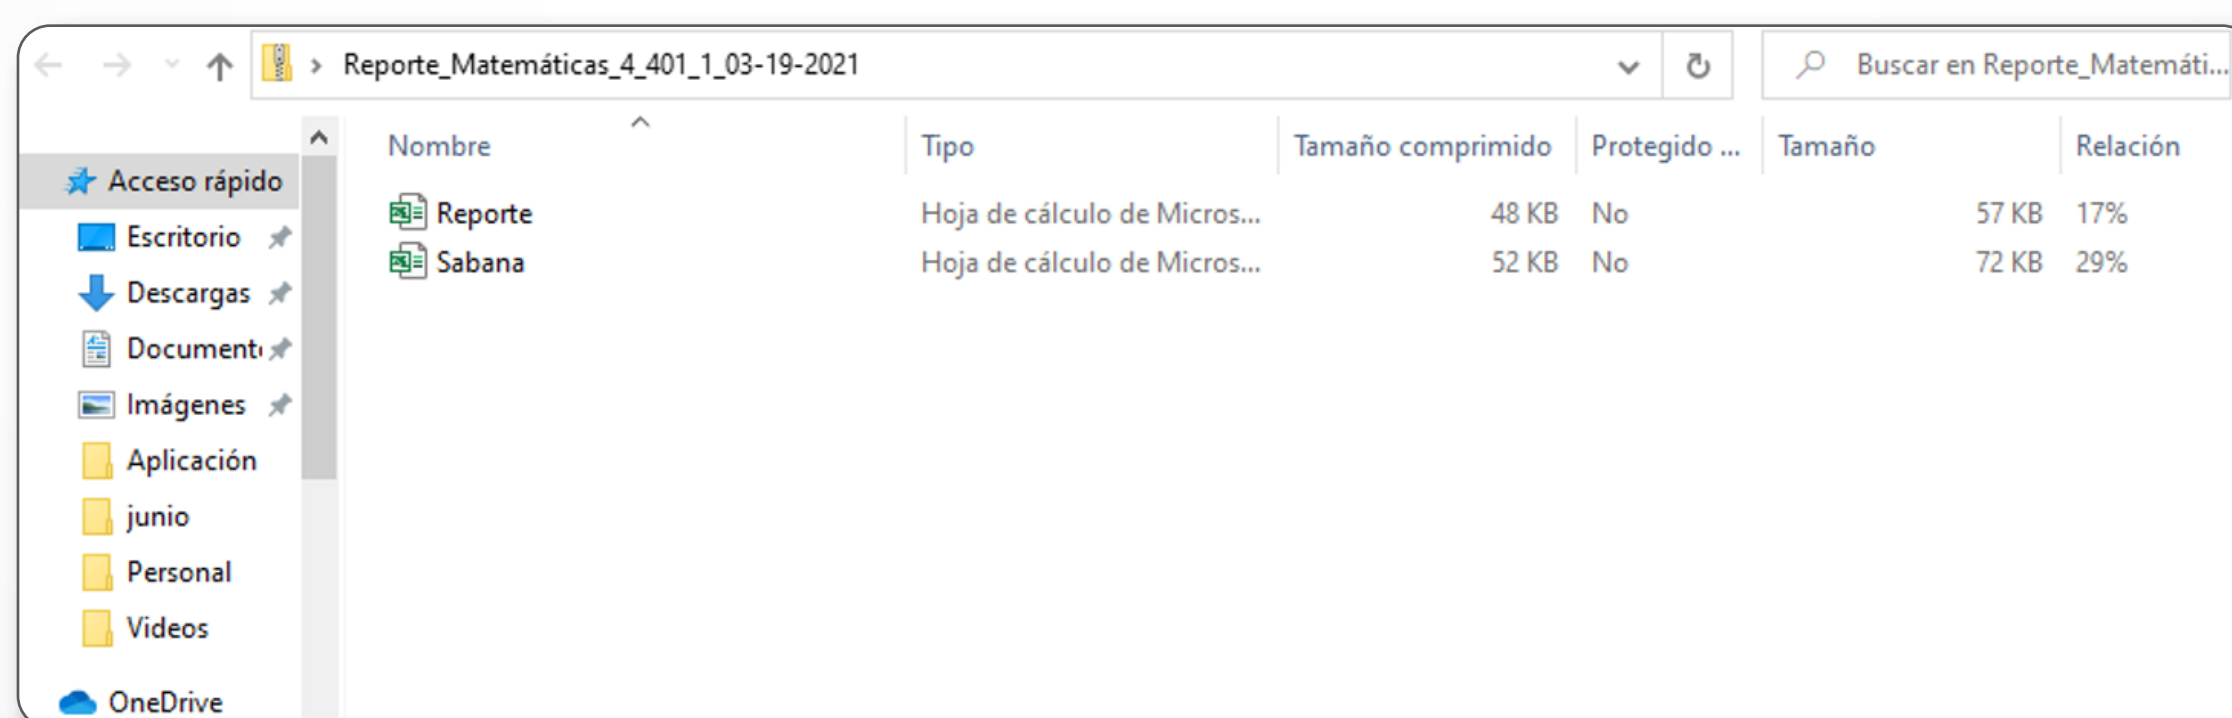 Reporte_Matemáticas_4_401_1_03-19-2021
Buscar en Reporte_Matemáti...
Nombre Tipo Tamaño comprimido Protegido ... Tamaño Relación
Reporte Hoja de cálculo de Micros... 48 KB No 57 KB 17%
Sabana Hoja de cálculo de Micros... 52 KB No 72 KB 29%
Acceso rápido
Escritorio
Descargas
Document
Imágenes
Aplicación
junio
Personal
Videos
OneDrive